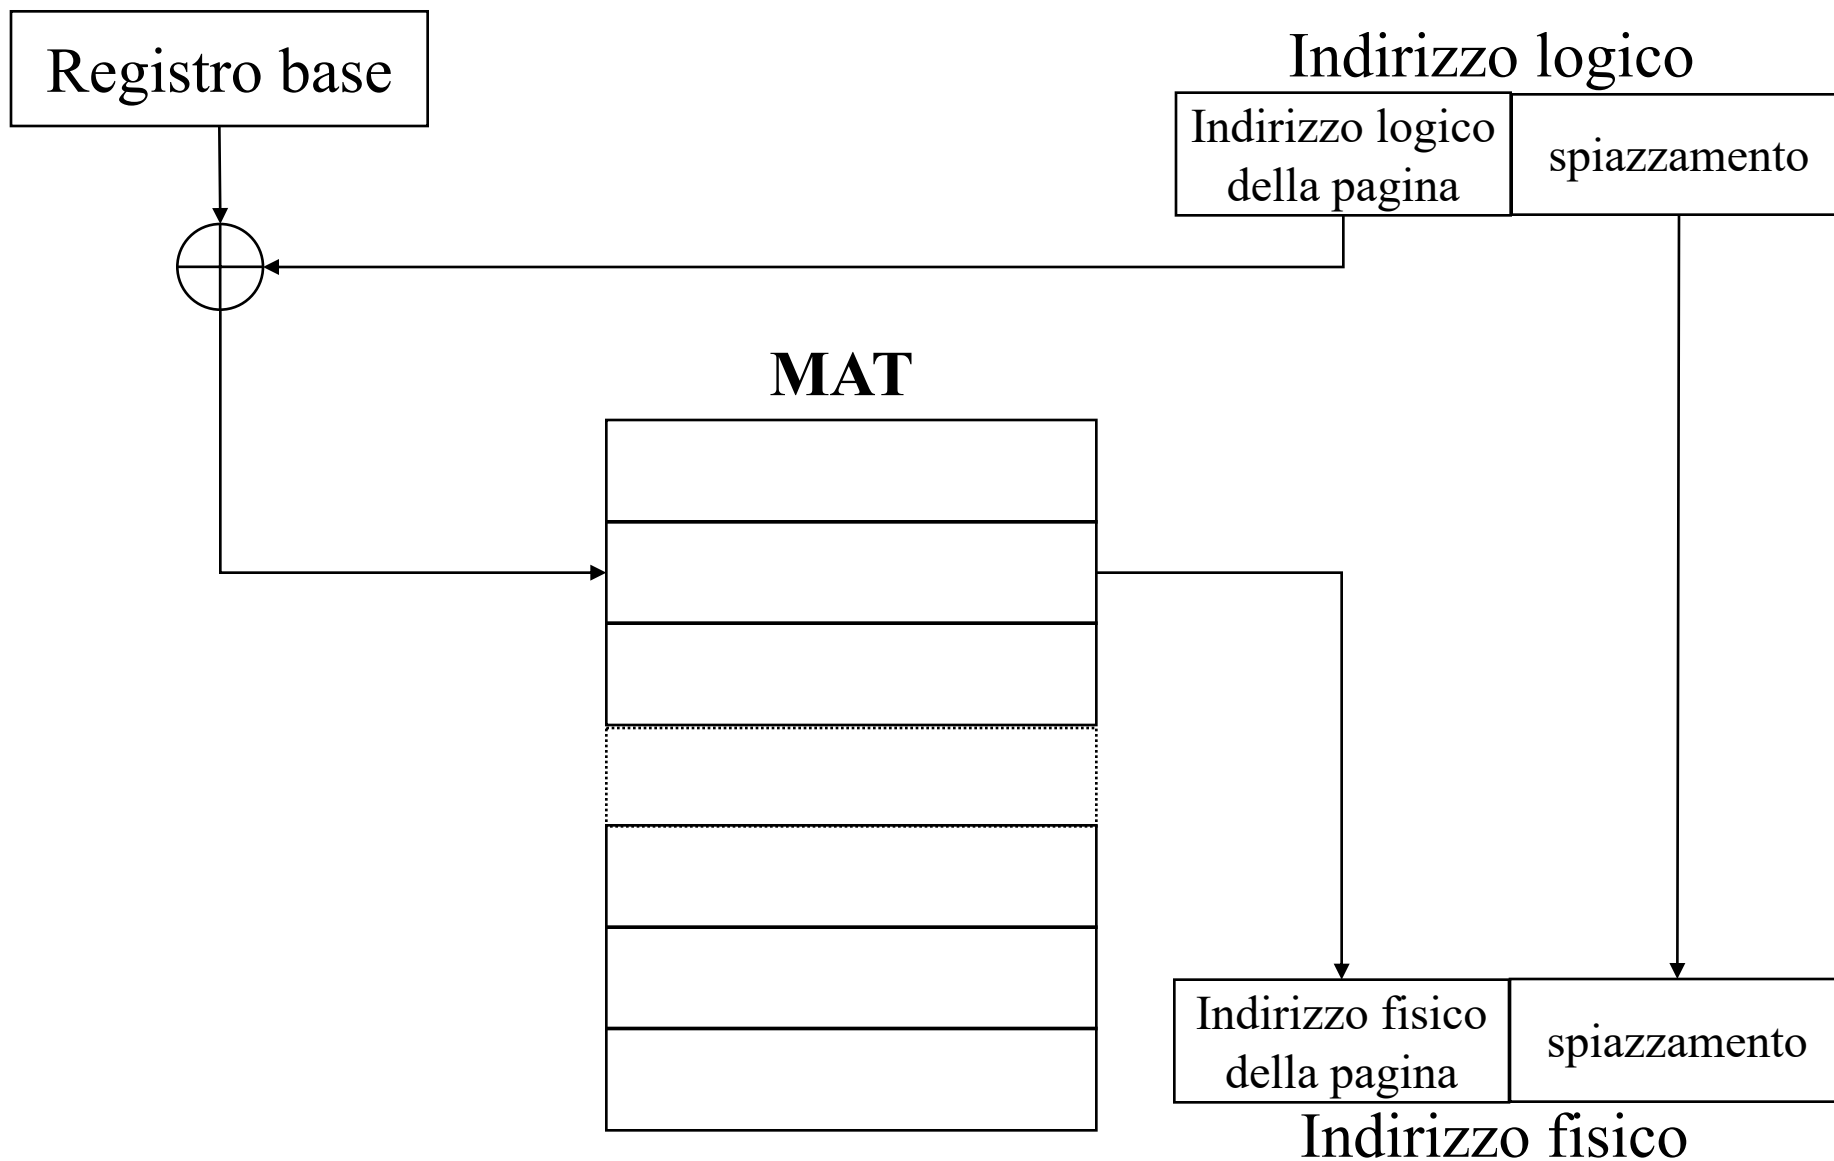 Registro base
Indirizzo logico
Indirizzo logico
della pagina
spiazzamento
MAT
Indirizzo fisico
della pagina
spiazzamento
Indirizzo fisico